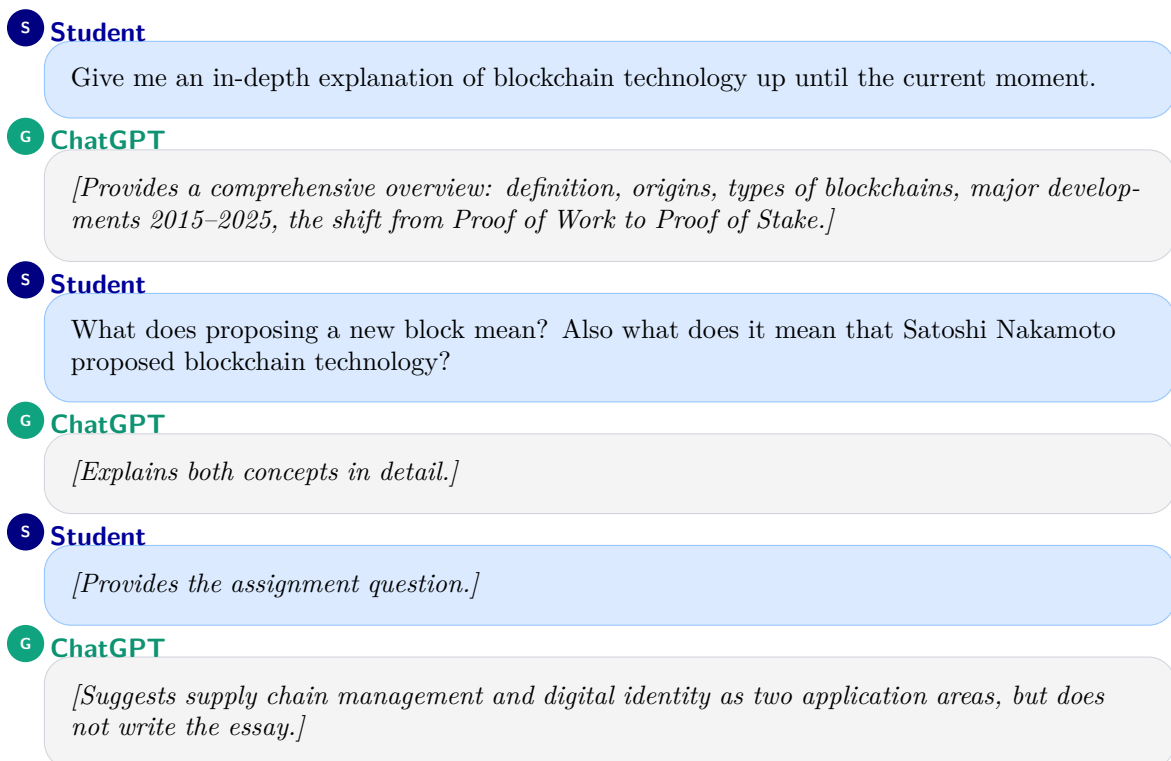 S Student
Give me an in-depth explanation of blockchain technology up until the current moment.
G ChatGPT
[Provides a comprehensive overview: definition, origins, types of blockchains, major develop-
ments 2015–2025, the shift from Proof of Work to Proof of Stake.]
S Student
What does proposing a new block mean? Also what does it mean that Satoshi Nakamoto
proposed blockchain technology?
G ChatGPT
[Explains both concepts in detail.]
S Student
[Provides the assignment question.]
G ChatGPT
[Suggests supply chain management and digital identity as two application areas, but does
not write the essay.]